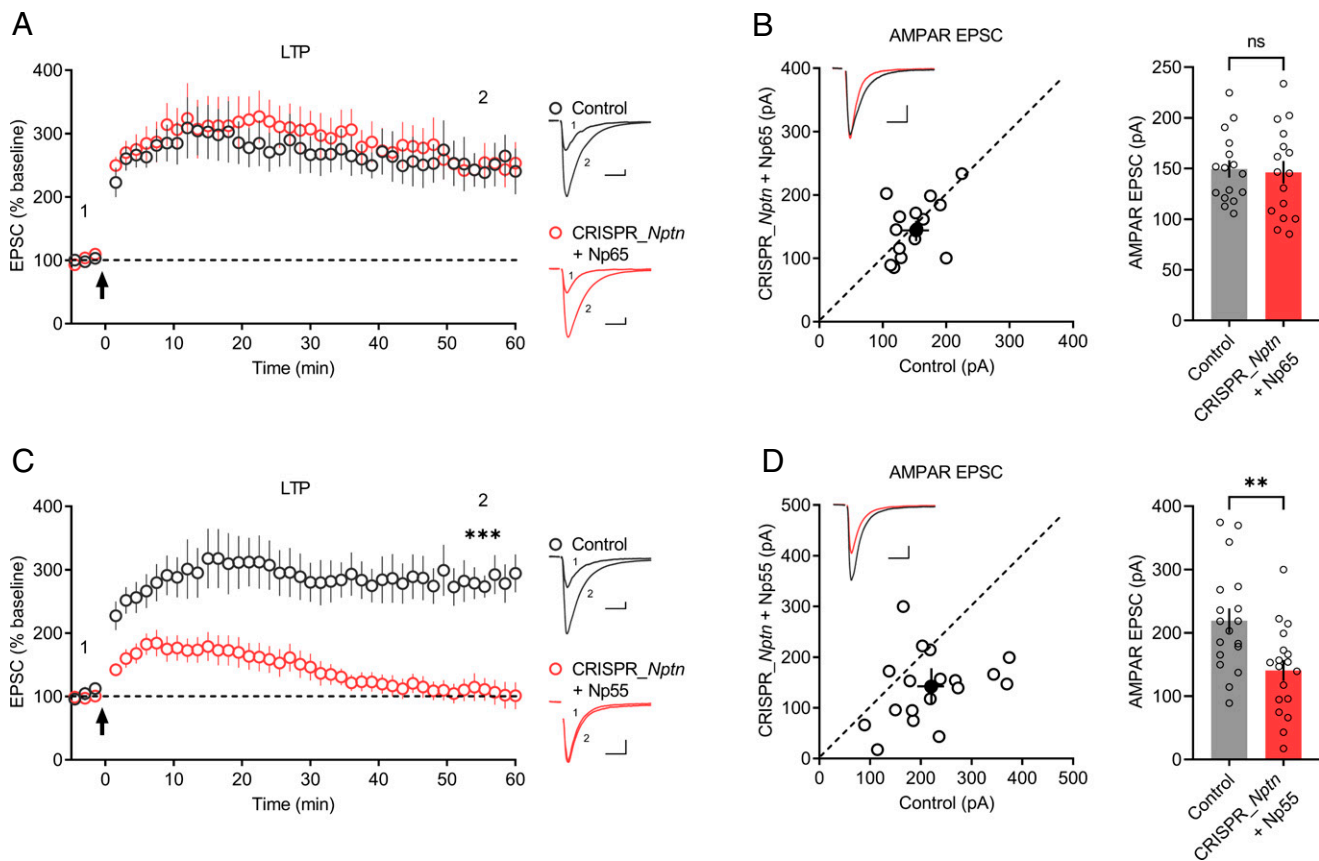 A
LTP
EPSC (% baseline)
400
300
200
100
0
1
2
0
10
20
30
40
50
60
Time (min)
Control
1
2
CRISPR_Nptn
+ Np65
1
2
B
AMPAR EPSC
CRISPR_Nptn + Np65 (pA)
400
300
200
100
0
0
100
200
300
400
Control (pA)
ns
AMPAR EPSC (pA)
250
200
150
100
50
0
Control
CRISPR_Nptn
+ Np65
C
LTP
EPSC (% baseline)
400
300
200
100
0
1
2
***
0
10
20
30
40
50
60
Time (min)
Control
1
2
CRISPR_Nptn
+ Np55
1
2
D
AMPAR EPSC
CRISPR_Nptn + Np55 (pA)
500
400
300
200
100
0
0
100
200
300
400
500
Control (pA)
**
AMPAR EPSC (pA)
400
300
200
100
0
Control
CRISPR_Nptn
+ Np55